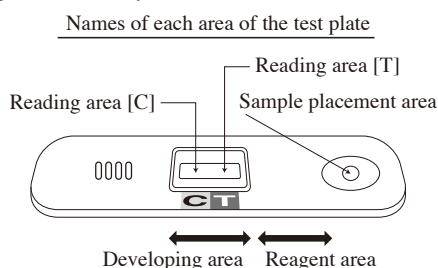 Names of each area of the test plate
Reading area [T]
Reading area [C]
Sample placement area
C T
Developing area
Reagent area